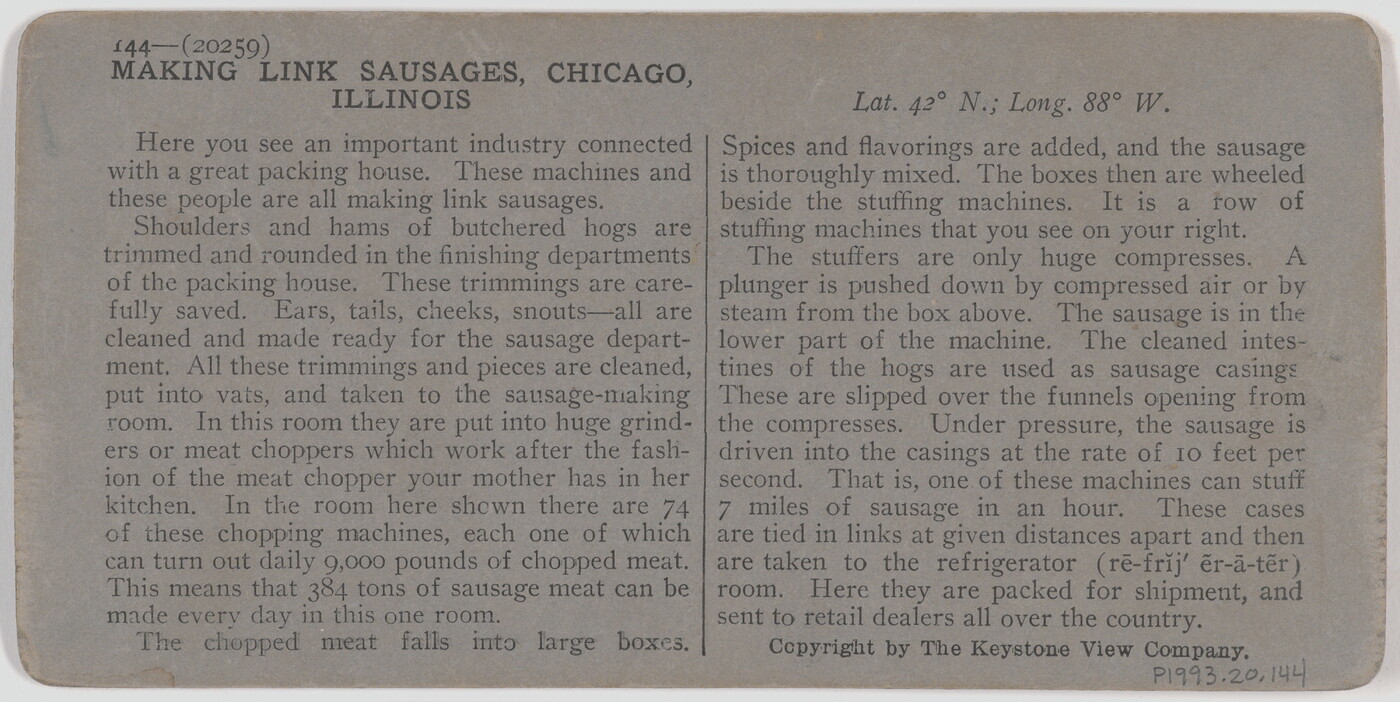 144—(20259)
MAKING LINK SAUSAGES, CHICAGO,
ILLINOIS
Here you see an important industry connected
with a great packing house. These machines and
these people are all making link sausages.
Shoulders and hams of butchered hogs are
trimmed and rounded in the finishing departments
of the packing house. These trimmings are care-
fully saved. Ears, tails, cheeks, snouts—all are
cleaned and made ready for the sausage depart-
ment. All these trimmings and pieces are cleaned,
put into vats, and taken to the sausage-making
room. In this room they are put into huge grind-
ers or meat choppers which work after the fash-
ion of the meat chopper your mother has in her
kitchen. In the room here shown there are 74
of these chopping machines, each one of which
can turn out daily 9,000 pounds of chopped meat.
This means that 384 tons of sausage meat can be
made every day in this one room.
The chopped meat falls into large boxes.
Lat. 42° N.; Long. 88° W.
Spices and flavorings are added, and the sausage
is thoroughly mixed. The boxes then are wheeled
beside the stuffing machines. It is a row of
stuffing machines that you see on your right.
The stuffers are only huge compresses. A
plunger is pushed down by compressed air or by
steam from the box above. The sausage is in the
lower part of the machine. The cleaned intes-
tines of the hogs are used as sausage casings
These are slipped over the funnels opening from
the compresses. Under pressure, the sausage is
driven into the casings at the rate of 10 feet per
second. That is, one of these machines can stuff
7 miles of sausage in an hour. These cases
are tied in links at given distances apart and then
are taken to the refrigerator (rē-frĭj′ ẽr-ā-tẽr)
room. Here they are packed for shipment, and
sent to retail dealers all over the country.
Copyright by The Keystone View Company.
P1993.20.144